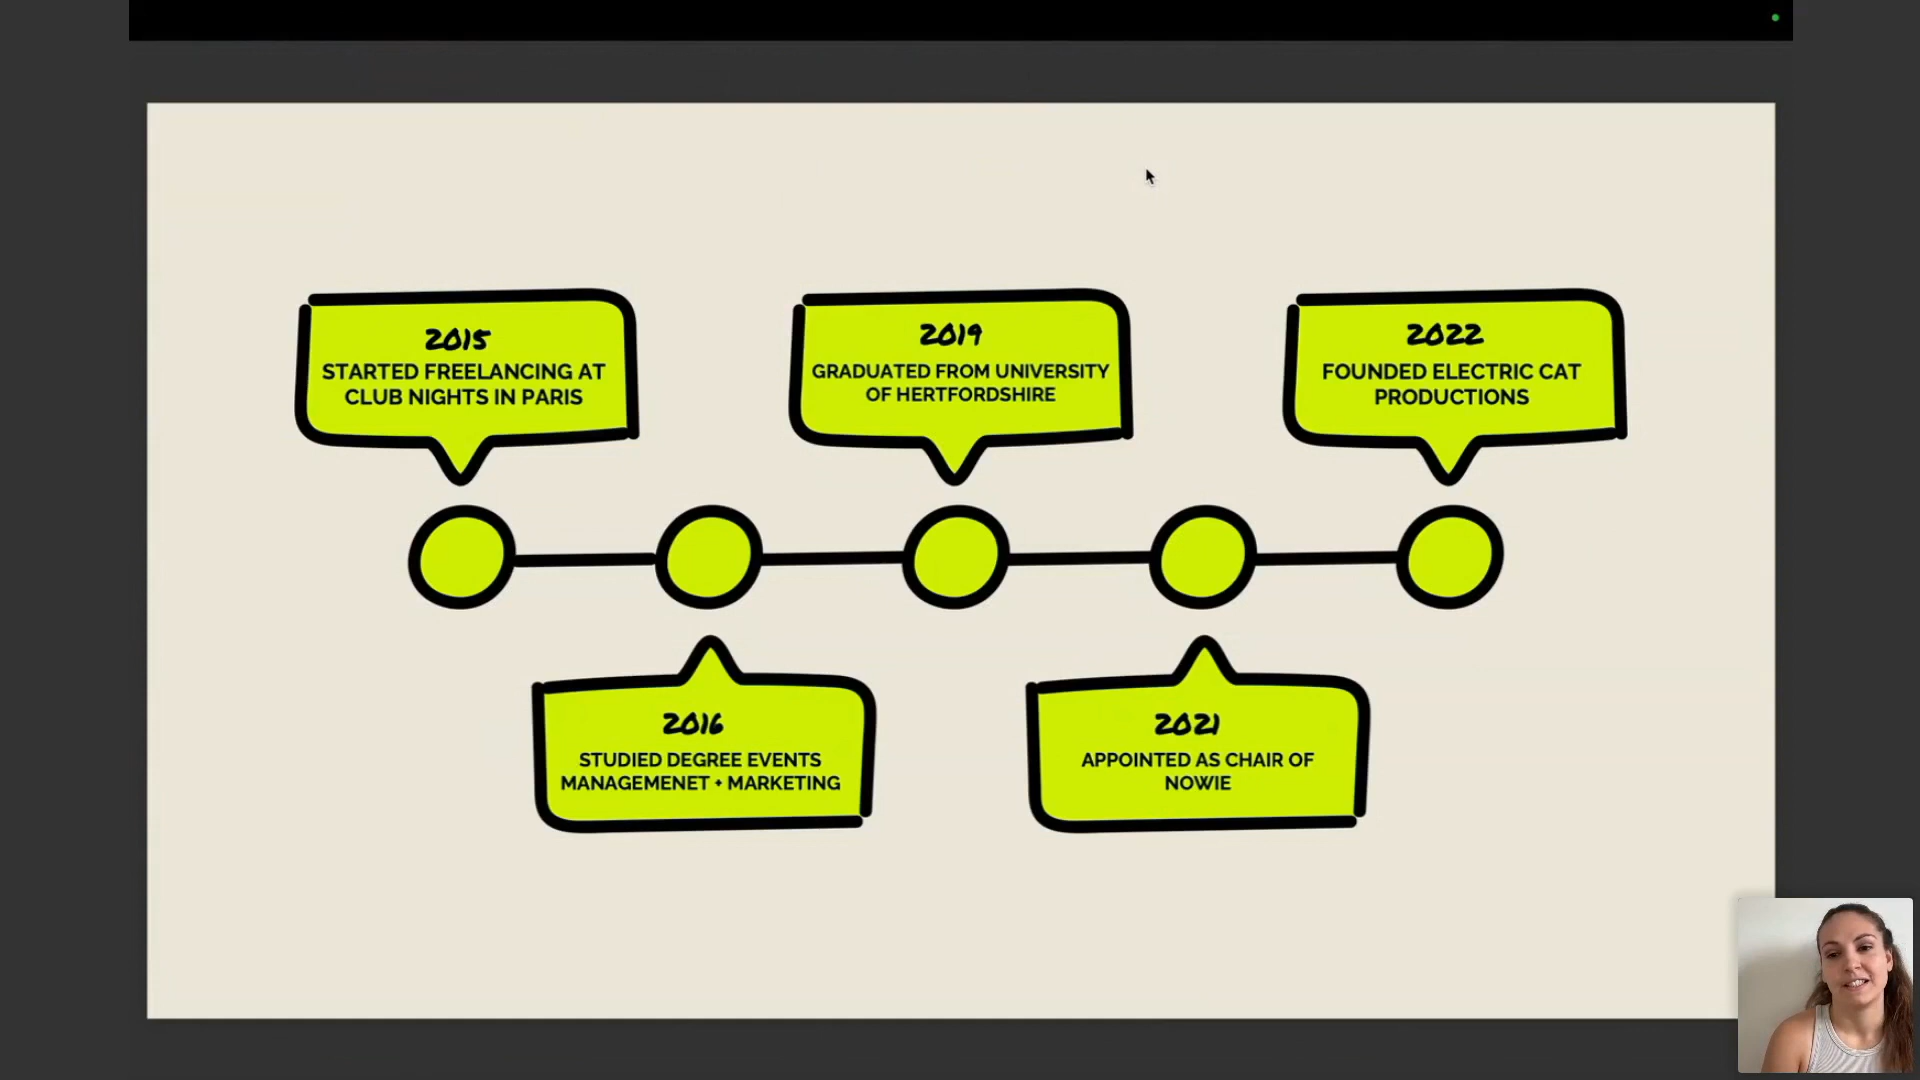 2015
STARTED FREELANCING AT
CLUB NIGHTS IN PARIS
2019
GRADUATED FROM UNIVERSITY
OF HERTFORDSHIRE
2022
FOUNDED ELECTRIC CAT
PRODUCTIONS
2016
STUDIED DEGREE EVENTS
MANAGEMENET + MARKETING
2021
APPOINTED AS CHAIR OF
NOWIE